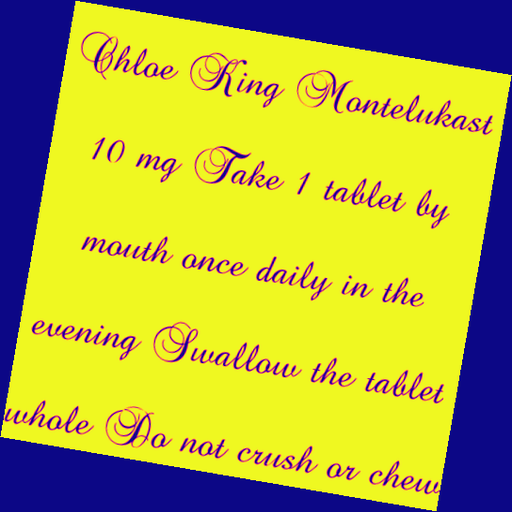 Chloe King Montelukast
10 mg Take 1 tablet by
mouth once daily in the
evening Swallow the tablet
whole Do not crush or chew